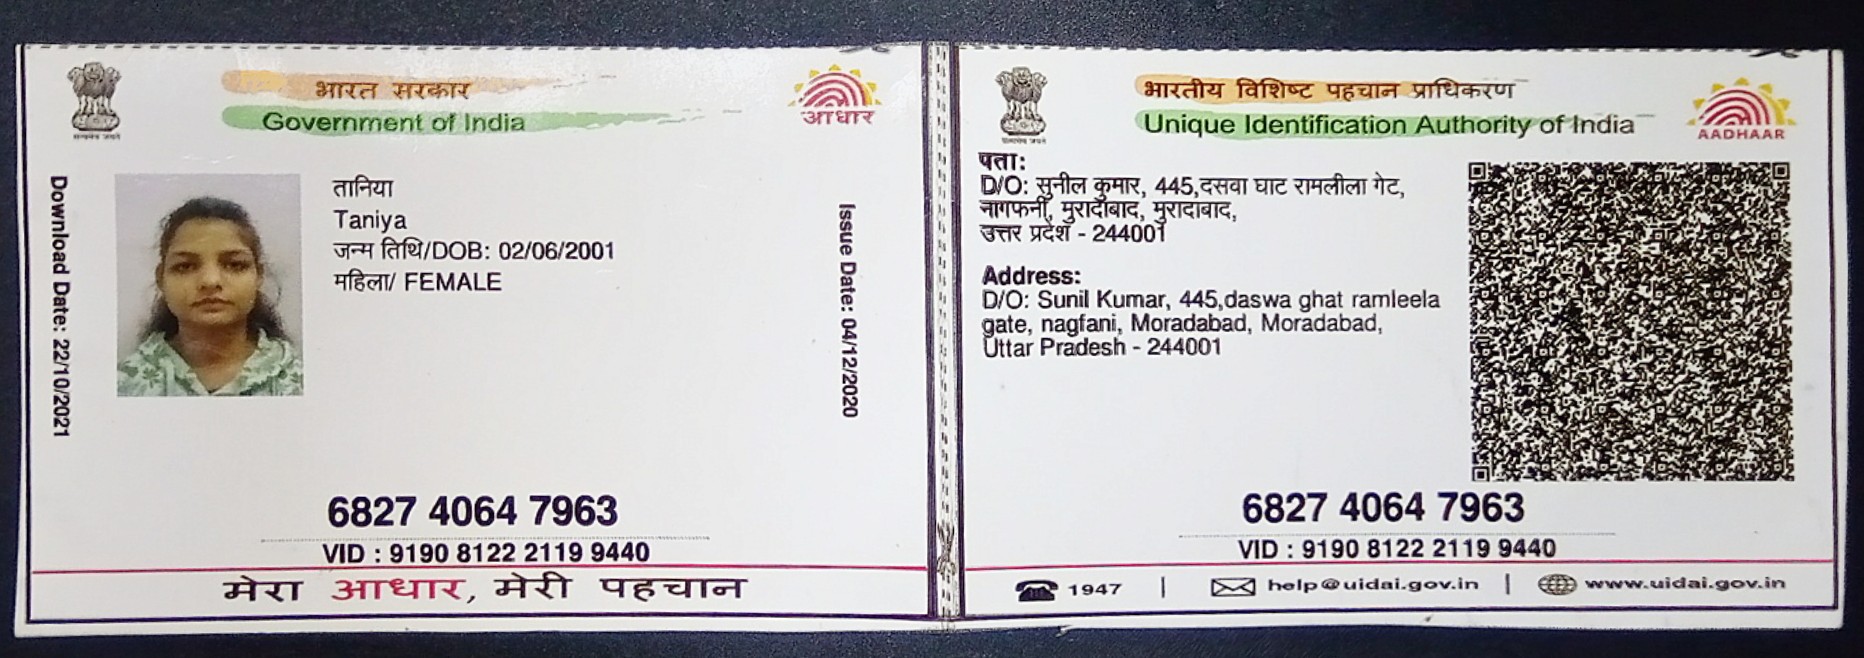 भारत सरकार
Government of India
आधार
Download Date: 22/10/2021
तानिया
Taniya
जन्म तिथि/DOB: 02/06/2001
महिला/ FEMALE
Issue Date: 04/12/2020
6827 4064 7963
VID : 9190 8122 2119 9440
मेरा आधार, मेरी पहचान
भारतीय विशिष्ट पहचान प्राधिकरण
Unique Identification Authority of India
AADHAAR
पता:
D/O: सुनील कुमार, 445,दसवा घाट रामलीला गेट,
नागफनी, मुरादाबाद, मुरादाबाद,
उत्तर प्रदेश - 244001
Address:
D/O: Sunil Kumar, 445,daswa ghat ramleela
gate, nagfani, Moradabad, Moradabad,
Uttar Pradesh - 244001
6827 4064 7963
VID : 9190 8122 2119 9440
1947 | help@uidai.gov.in | www.uidai.gov.in